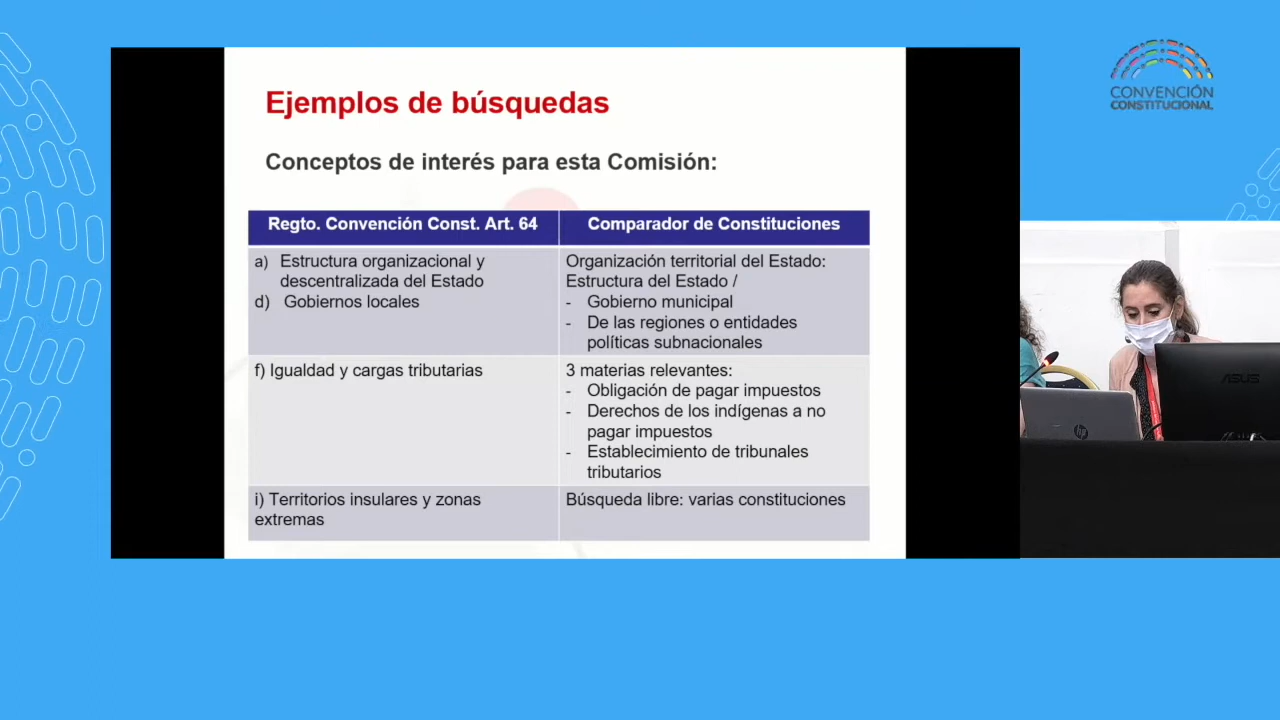 CONVENCIÓN
CONSTITUCIONAL
Ejemplos de búsquedas
Conceptos de interés para esta Comisión:
Regto. Convención Const. Art. 64
Comparador de Constituciones
a) Estructura organizacional y
descentralizada del Estado
d) Gobiernos locales
Organización territorial del Estado:
Estructura del Estado /
- Gobierno municipal
- De las regiones o entidades
políticas subnacionales
f) Igualdad y cargas tributarias
3 materias relevantes:
- Obligación de pagar impuestos
- Derechos de los indígenas a no
pagar impuestos
- Establecimiento de tribunales
tributarios
i) Territorios insulares y zonas
extremas
Búsqueda libre: varias constituciones
ASUS
hp